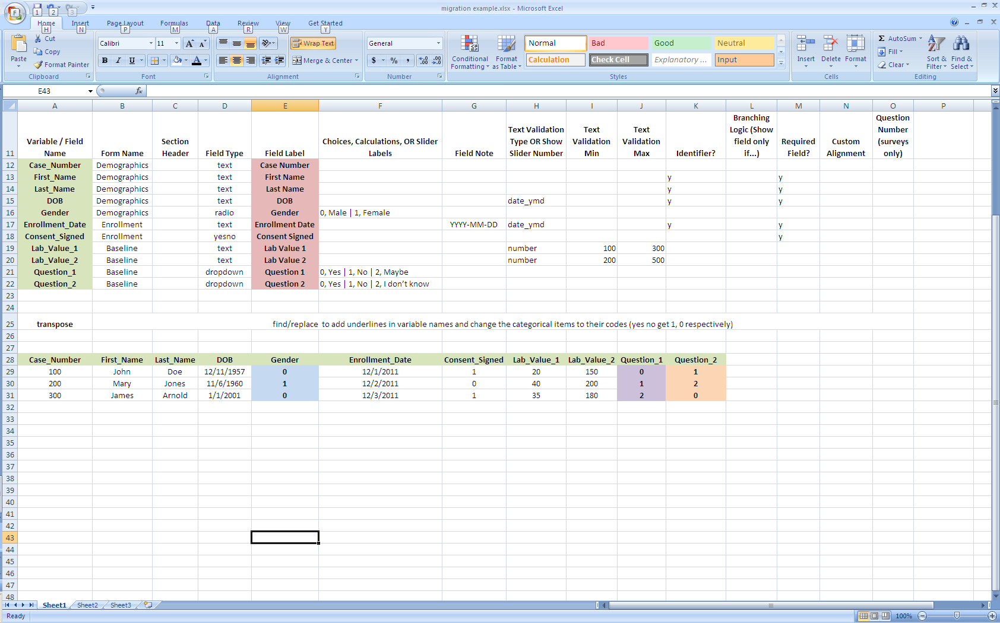 migration example.xlsx - Microsoft Excel
F 1 2 3
Home Insert Page Layout Formulas Data Review View Get Started
H N P M A R W Y
Paste Cut Copy Format Painter
Clipboard
Calibri 11 A A
B I U A
Font
Wrap Text
Merge & Center
Alignment
General
$ % , .00 .0
Number
Conditional Formatting
Format as Table
Normal Bad Good Neutral
Calculation Check Cell Explanatory ... Input
Styles
Insert Delete Format
Cells
Σ AutoSum
Fill
Clear
Sort & Filter
Find & Select
Editing
E43 fx
A B C D E F G H I J K L M N O P
11 Variable / Field Name Form Name Section Header Field Type Field Label Choices, Calculations, OR Slider Labels Field Note Text Validation Type OR Show Slider Number Text Validation Min Text Validation Max Identifier? Branching Logic (Show field only if...) Required Field? Custom Alignment Question Number (surveys only)
12 Case_Number Demographics text Case Number
13 First_Name Demographics text First Name y y
14 Last_Name Demographics text Last Name y y
15 DOB Demographics text DOB date_ymd y y
16 Gender Demographics radio Gender 0, Male | 1, Female
17 Enrollment_Date Enrollment text Enrollment Date YYYY-MM-DD date_ymd y y
18 Consent_Signed Enrollment yesno Consent Signed y
19 Lab_Value_1 Baseline text Lab Value 1 number 100 300
20 Lab_Value_2 Baseline text Lab Value 2 number 200 500
21 Question_1 Baseline dropdown Question 1 0, Yes | 1, No | 2, Maybe
22 Question_2 Baseline dropdown Question 2 0, Yes | 1, No | 2, I don't know
23
24
25 transpose find/replace to add underlines in variable names and change the categorical items to their codes (yes no get 1, 0 respectively)
26
27
28 Case_Number First_Name Last_Name DOB Gender Enrollment_Date Consent_Signed Lab_Value_1 Lab_Value_2 Question_1 Question_2
29 100 John Doe 12/11/1957 0 12/1/2011 1 20 150 0 1
30 200 Mary Jones 11/6/1960 1 12/2/2011 0 40 200 1 2
31 300 James Arnold 1/1/2001 0 12/3/2011 1 35 180 2 0
32
33
34
35
36
37
38
39
40
41
42
43
44
45
46
47
48
Sheet1 Sheet2 Sheet3
Ready 100%